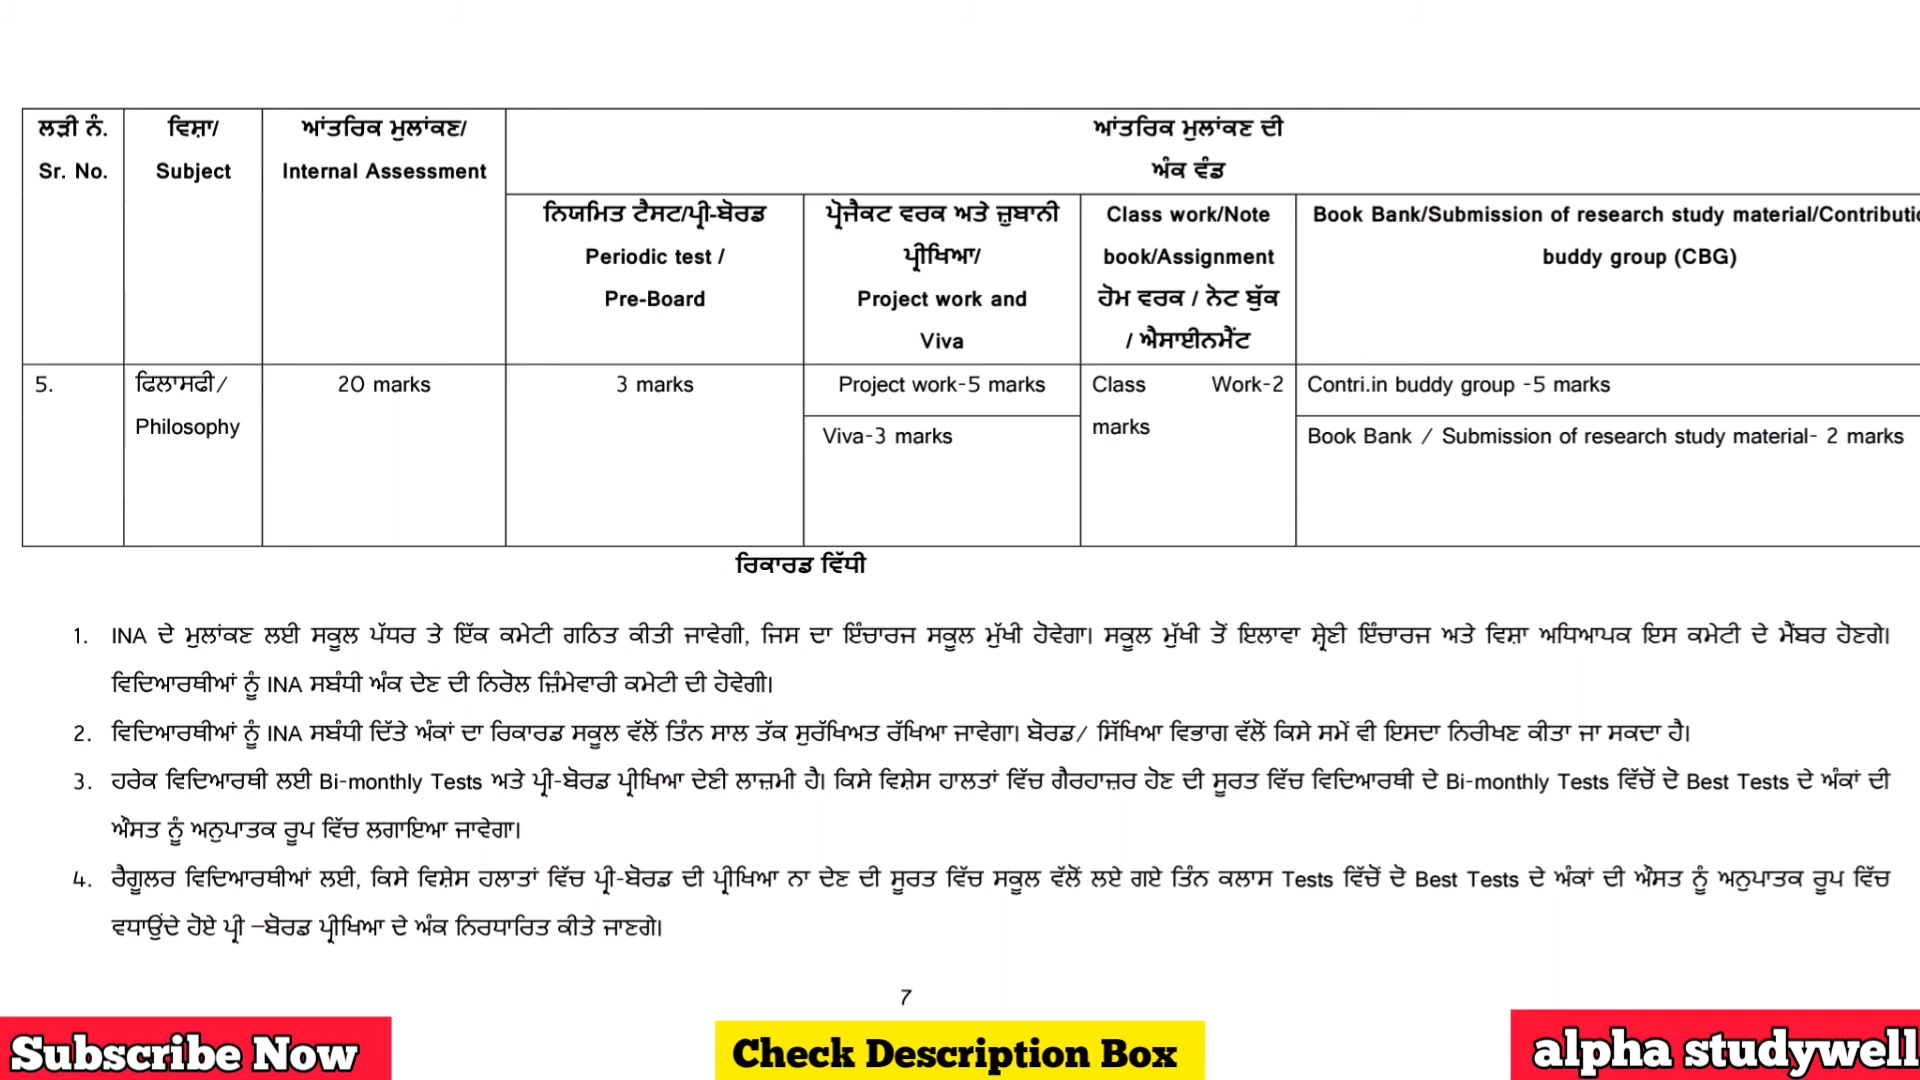 ਲੜੀ ਨੰ.
Sr. No.
ਵਿਸ਼ਾ/
Subject
ਆਂਤਰਿਕ ਮੁਲਾਂਕਣ/
Internal Assessment
ਆਂਤਰਿਕ ਮੁਲਾਂਕਣ ਦੀ
ਅੰਕ ਵੰਡ
ਨਿਯਮਿਤ ਟੈਸਟ/ਪ੍ਰੀ-ਬੋਰਡ
Periodic test /
Pre-Board
ਪ੍ਰੋਜੈਕਟ ਵਰਕ ਅਤੇ ਜ਼ੁਬਾਨੀ
ਪ੍ਰੀਖਿਆ/
Project work and
Viva
Class work/Note
book/Assignment
ਹੋਮ ਵਰਕ / ਨੋਟ ਬੁੱਕ
/ ਐਸਾਈਨਮੈਂਟ
Book Bank/Submission of research study material/Contributio
buddy group (CBG)
5.
ਫਿਲਾਸਫੀ/
Philosophy
20 marks
3 marks
Project work-5 marks
Viva-3 marks
Class Work-2
marks
Contri.in buddy group -5 marks
Book Bank / Submission of research study material- 2 marks
ਰਿਕਾਰਡ ਵਿੱਧੀ
1. INA ਦੇ ਮੁਲਾਂਕਣ ਲਈ ਸਕੂਲ ਪੱਧਰ ਤੇ ਇੱਕ ਕਮੇਟੀ ਗਠਿਤ ਕੀਤੀ ਜਾਵੇਗੀ, ਜਿਸ ਦਾ ਇੰਚਾਰਜ ਸਕੂਲ ਮੁੱਖੀ ਹੋਵੇਗਾ। ਸਕੂਲ ਮੁੱਖੀ ਤੋਂ ਇਲਾਵਾ ਸ਼੍ਰੇਣੀ ਇੰਚਾਰਜ ਅਤੇ ਵਿਸ਼ਾ ਅਧਿਆਪਕ ਇਸ ਕਮੇਟੀ ਦੇ ਮੈਂਬਰ ਹੋਣਗੇ।
ਵਿਦਿਆਰਥੀਆਂ ਨੂੰ INA ਸਬੰਧੀ ਅੰਕ ਦੇਣ ਦੀ ਨਿਰੋਲ ਜ਼ਿੰਮੇਵਾਰੀ ਕਮੇਟੀ ਦੀ ਹੋਵੇਗੀ।
2. ਵਿਦਿਆਰਥੀਆਂ ਨੂੰ INA ਸਬੰਧੀ ਦਿੱਤੇ ਅੰਕਾਂ ਦਾ ਰਿਕਾਰਡ ਸਕੂਲ ਵੱਲੋਂ ਤਿੰਨ ਸਾਲ ਤੱਕ ਸੁਰੱਖਿਅਤ ਰੱਖਿਆ ਜਾਵੇਗਾ। ਬੋਰਡ/ ਸਿੱਖਿਆ ਵਿਭਾਗ ਵੱਲੋਂ ਕਿਸੇ ਸਮੇਂ ਵੀ ਇਸਦਾ ਨਿਰੀਖਣ ਕੀਤਾ ਜਾ ਸਕਦਾ ਹੈ।
3. ਹਰੇਕ ਵਿਦਿਆਰਥੀ ਲਈ Bi-monthly Tests ਅਤੇ ਪ੍ਰੀ-ਬੋਰਡ ਪ੍ਰੀਖਿਆ ਦੇਣੀ ਲਾਜ਼ਮੀ ਹੈ। ਕਿਸੇ ਵਿਸ਼ੇਸ ਹਾਲਤਾਂ ਵਿੱਚ ਗੈਰਹਾਜ਼ਰ ਹੋਣ ਦੀ ਸੂਰਤ ਵਿੱਚ ਵਿਦਿਆਰਥੀ ਦੇ Bi-monthly Tests ਵਿੱਚੋਂ ਦੋ Best Tests ਦੇ ਅੰਕਾਂ ਦੀ
ਔਸਤ ਨੂੰ ਅਨੁਪਾਤਕ ਰੂਪ ਵਿੱਚ ਲਗਾਇਆ ਜਾਵੇਗਾ।
4. ਰੈਗੂਲਰ ਵਿਦਿਆਰਥੀਆਂ ਲਈ, ਕਿਸੇ ਵਿਸ਼ੇਸ ਹਲਾਤਾਂ ਵਿੱਚ ਪ੍ਰੀ-ਬੋਰਡ ਦੀ ਪ੍ਰੀਖਿਆ ਨਾ ਦੇਣ ਦੀ ਸੂਰਤ ਵਿੱਚ ਸਕੂਲ ਵੱਲੋਂ ਲਏ ਗਏ ਤਿੰਨ ਕਲਾਸ Tests ਵਿੱਚੋਂ ਦੋ Best Tests ਦੇ ਅੰਕਾਂ ਦੀ ਔਸਤ ਨੂੰ ਅਨੁਪਾਤਕ ਰੂਪ ਵਿੱਚ
ਵਧਾਉਂਦੇ ਹੋਏ ਪ੍ਰੀ –ਬੋਰਡ ਪ੍ਰੀਖਿਆ ਦੇ ਅੰਕ ਨਿਰਧਾਰਿਤ ਕੀਤੇ ਜਾਣਗੇ।
7
Subscribe Now
Check Description Box
alpha studywell